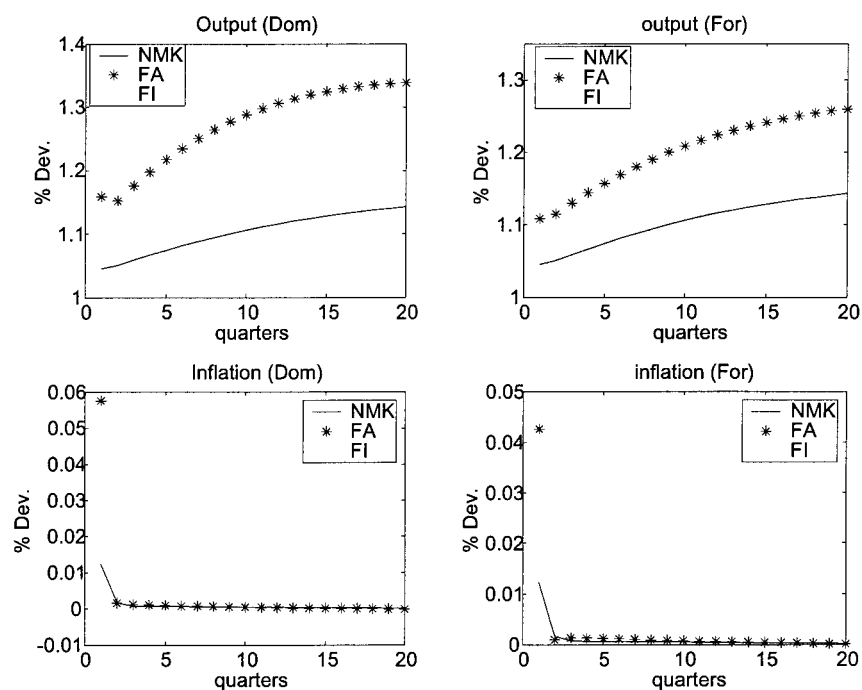 Output (Dom)
1.4
1.3
1.2
1.1
1
% Dev.
NMK
FA
FI
0
5
10
15
20
quarters
output (For)
1.3
1.2
1.1
1
% Dev.
NMK
FA
FI
0
5
10
15
20
quarters
Inflation (Dom)
0.06
0.05
0.04
0.03
0.02
0.01
0
-0.01
% Dev.
NMK
FA
FI
0
5
10
15
20
quarters
inflation (For)
0.05
0.04
0.03
0.02
0.01
0
% Dev.
NMK
FA
FI
0
5
10
15
20
quarters